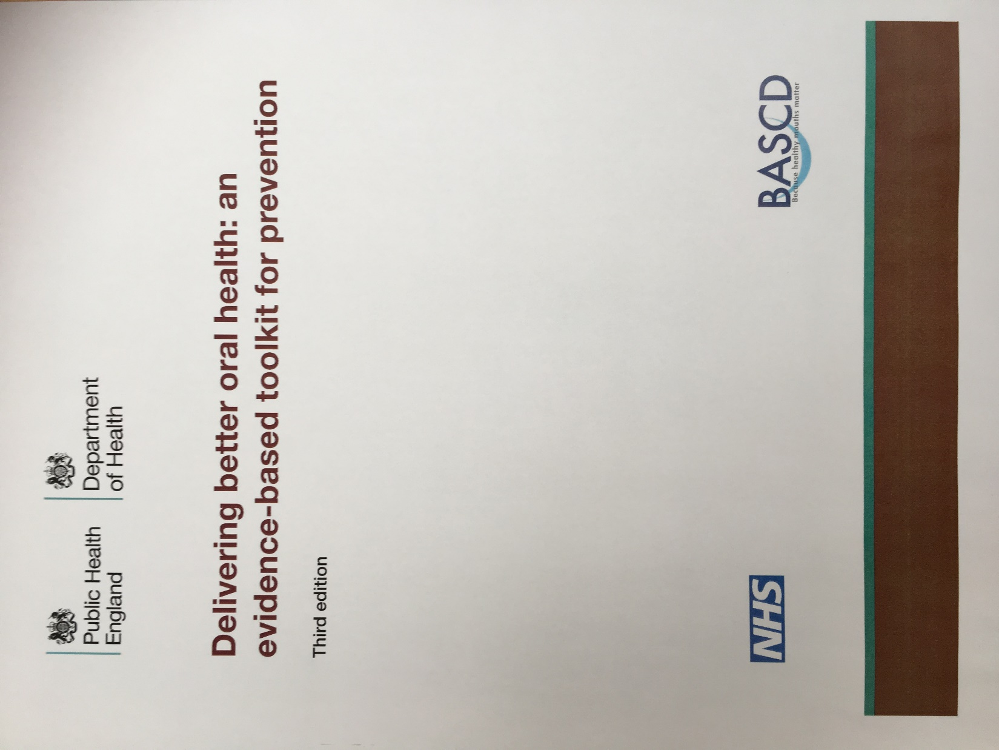 Public Health
England
Department
of Health
Delivering better oral health: an
evidence-based toolkit for prevention
Third edition
NHS
BASCD
Because healthy mouths matter